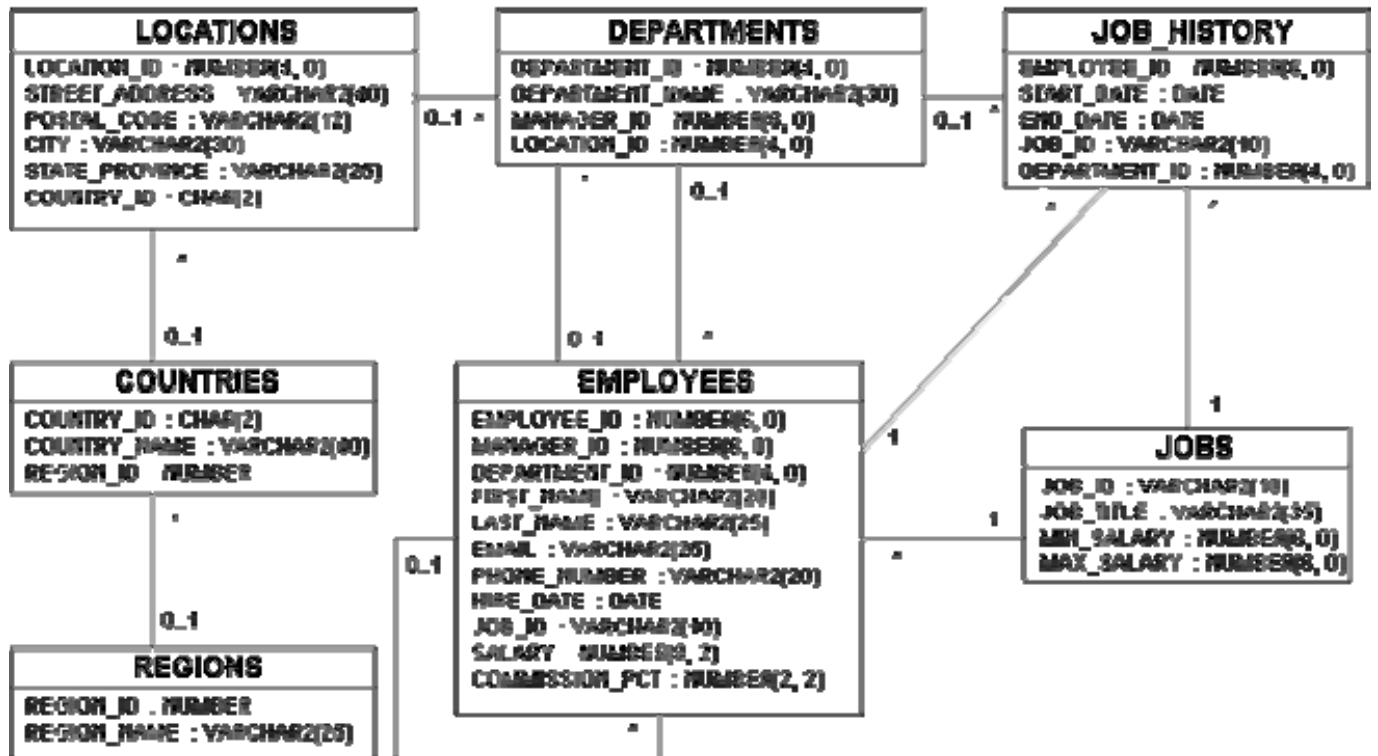 LOCATIONS
LOCATION_ID : NUMBER(4, 0)
STREET_ADDRESS : VARCHAR2(40)
POSTAL_CODE : VARCHAR2(12)
CITY : VARCHAR2(30)
STATE_PROVINCE : VARCHAR2(25)
COUNTRY_ID : CHAR(2)
0..1
*
DEPARTMENTS
DEPARTMENT_ID : NUMBER(4, 0)
DEPARTMENT_NAME : VARCHAR2(30)
MANAGER_ID : NUMBER(6, 0)
LOCATION_ID : NUMBER(4, 0)
0..1
*
JOB_HISTORY
EMPLOYEE_ID : NUMBER(6, 0)
START_DATE : DATE
END_DATE : DATE
JOB_ID : VARCHAR2(10)
DEPARTMENT_ID : NUMBER(4, 0)
*
0..1
*
*
*
0..1
0..1
*
COUNTRIES
COUNTRY_ID : CHAR(2)
COUNTRY_NAME : VARCHAR2(40)
REGION_ID : NUMBER
*
0..1
EMPLOYEES
EMPLOYEE_ID : NUMBER(6, 0)
MANAGER_ID : NUMBER(6, 0)
DEPARTMENT_ID : NUMBER(4, 0)
FIRST_NAME : VARCHAR2(20)
LAST_NAME : VARCHAR2(25)
EMAIL : VARCHAR2(25)
PHONE_NUMBER : VARCHAR2(20)
HIRE_DATE : DATE
JOB_ID : VARCHAR2(10)
SALARY : NUMBER(8, 2)
COMMISSION_PCT : NUMBER(2, 2)
0..1
*
1
1
*
1
JOBS
JOB_ID : VARCHAR2(10)
JOB_TITLE : VARCHAR2(35)
MIN_SALARY : NUMBER(6, 0)
MAX_SALARY : NUMBER(6, 0)
REGIONS
REGION_ID : NUMBER
REGION_NAME : VARCHAR2(25)